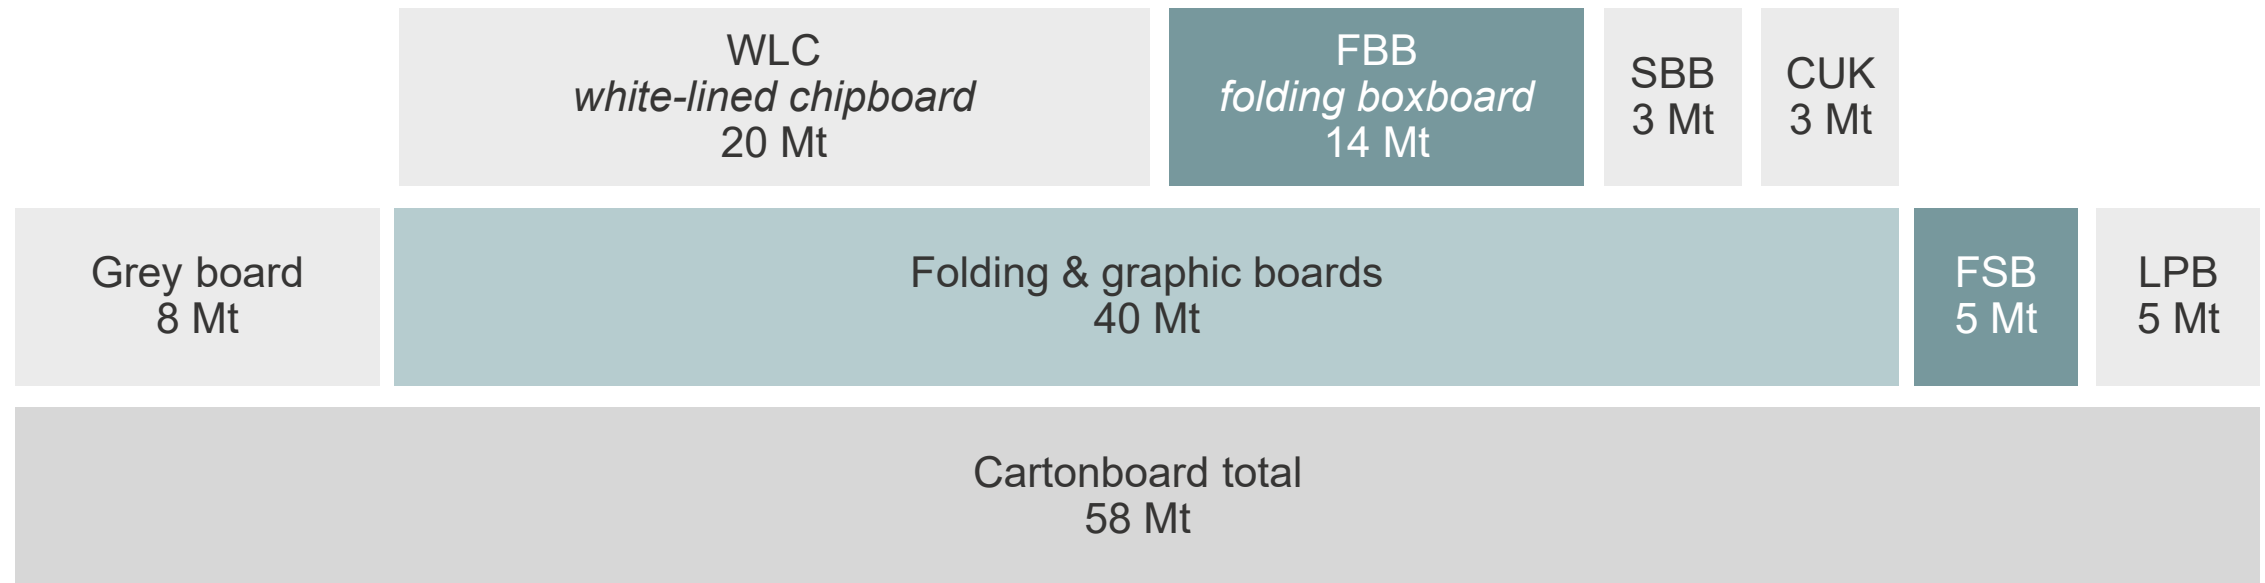 WLC
white-lined chipboard
20 Mt
FBB
folding boxboard
14 Mt
SBB
3 Mt
CUK
3 Mt
Grey board
8 Mt
Folding & graphic boards
40 Mt
FSB
5 Mt
LPB
5 Mt
Cartonboard total
58 Mt